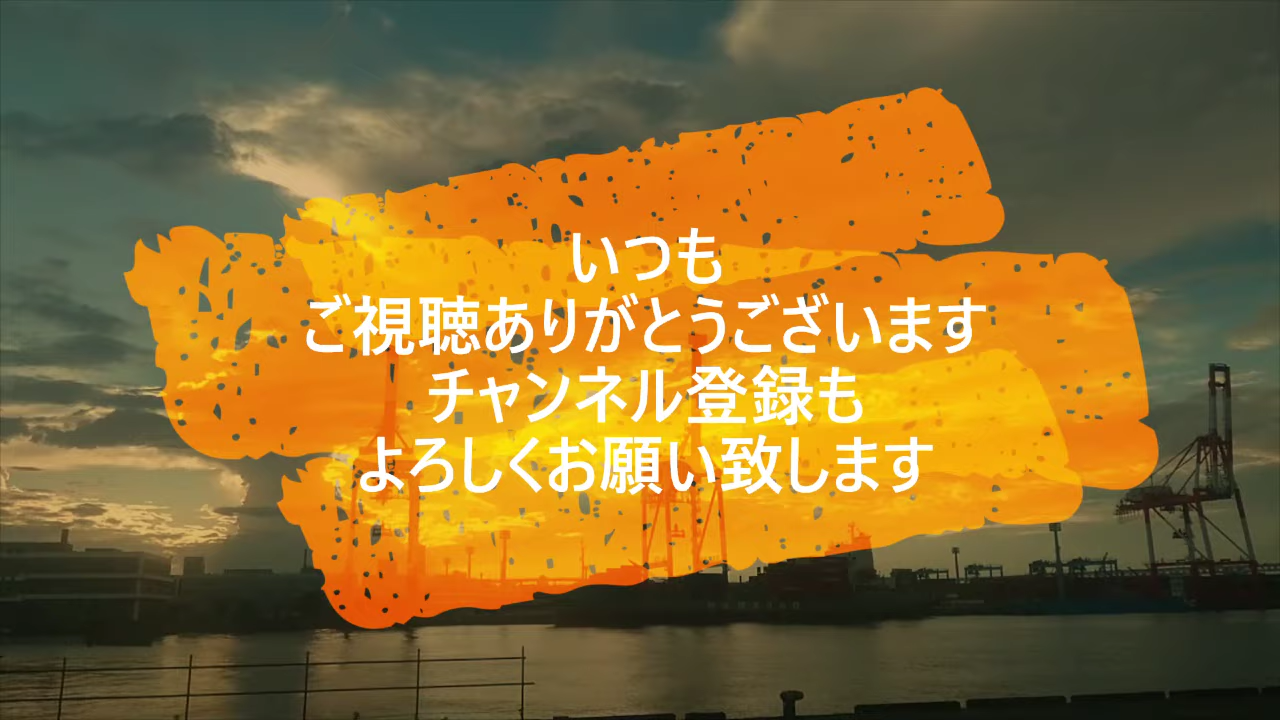 いつも
ご視聴ありがとうございます
チャンネル登録も
よろしくお願い致します